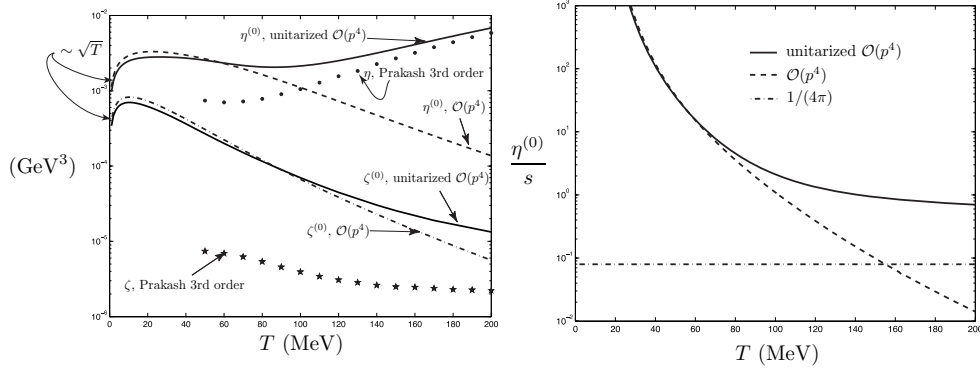 10⁻²
η⁽⁰⁾, unitarized O(p⁴)
∼ √T
η, Prakash 3rd order
10⁻³
η⁽⁰⁾, O(p⁴)
(GeV³)
10⁻⁴
ζ⁽⁰⁾, unitarized O(p⁴)
10⁻⁵
ζ⁽⁰⁾, O(p⁴)
ζ, Prakash 3rd order
10⁻⁶
0 20 40 60 80 100 120 140 160 180 200
T (MeV)
10³
unitarized O(p⁴)
O(p⁴)
1/(4π)
10²
10¹
η⁽⁰⁾
s
10⁰
10⁻¹
10⁻²
0 20 40 60 80 100 120 140 160 180 200
T (MeV)